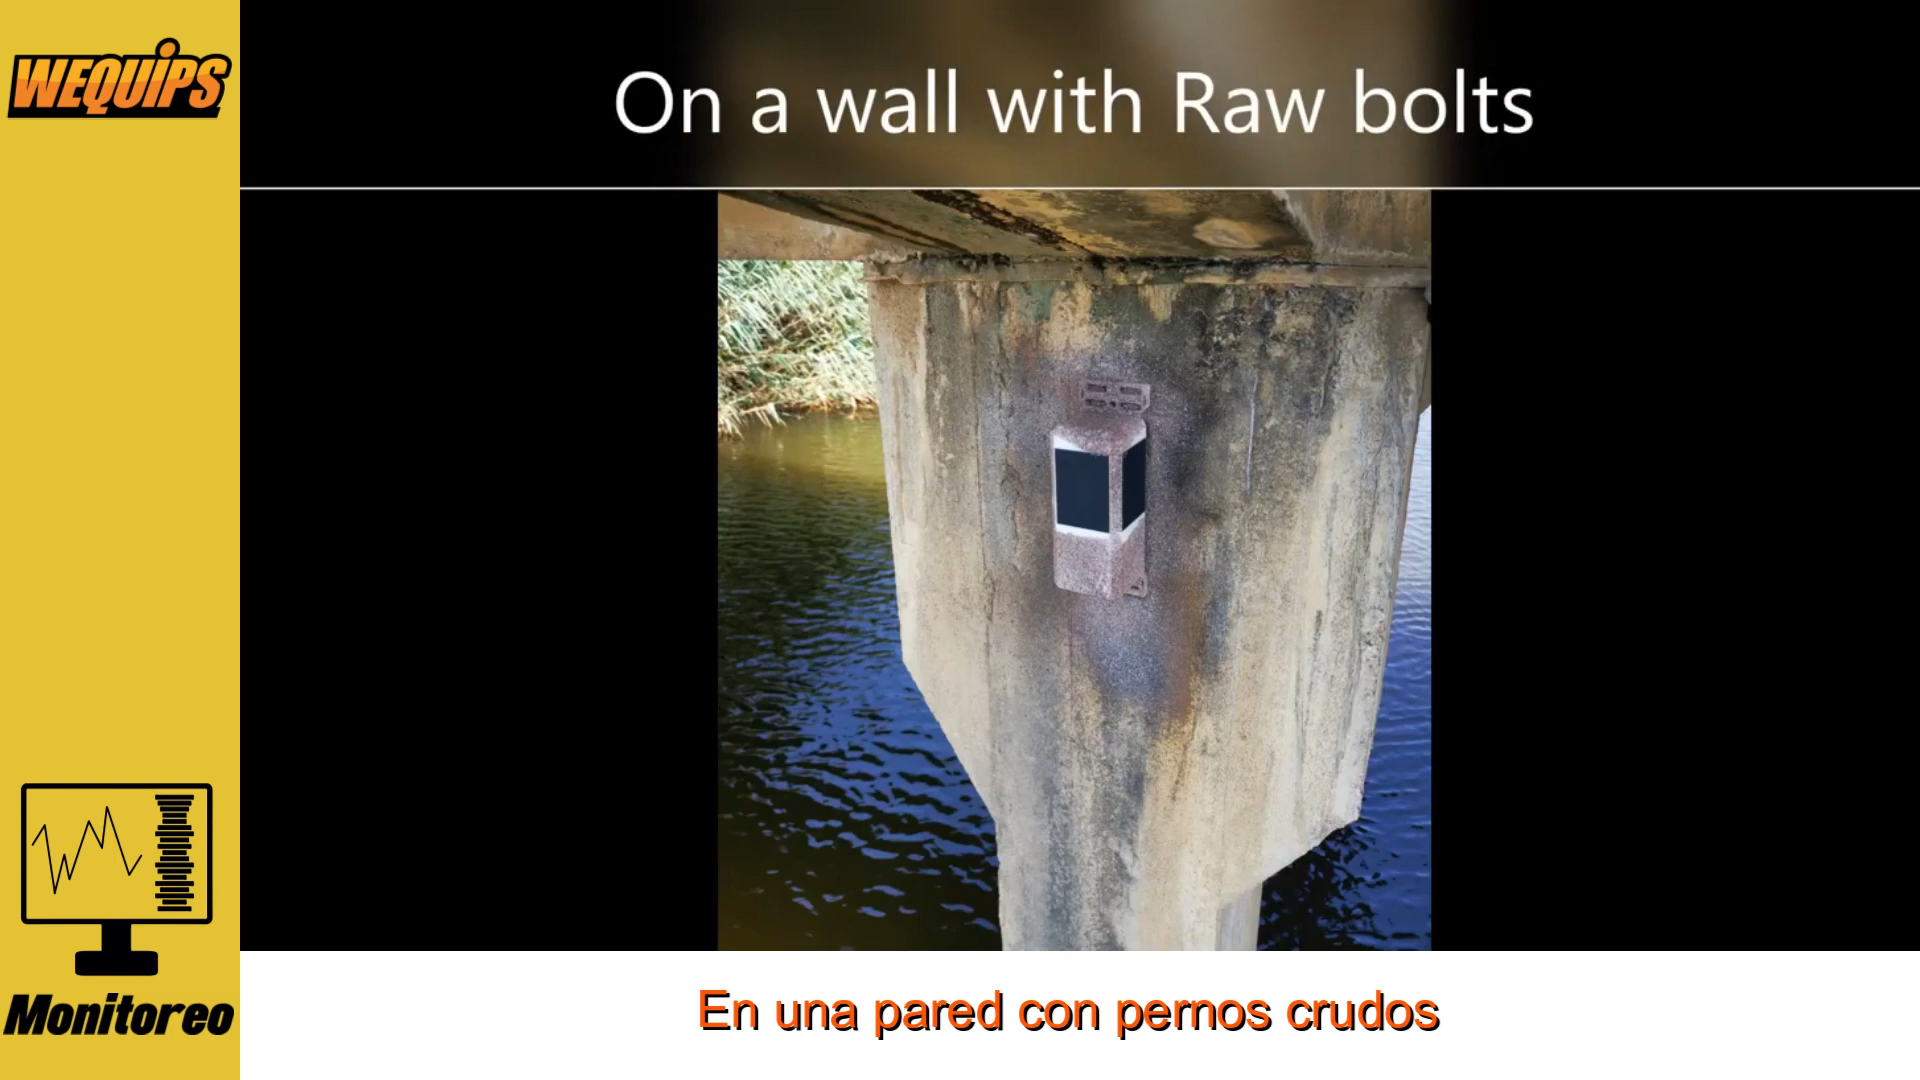 WEQUIPS
On a wall with Raw bolts
Monitoreo
En una pared con pernos crudos